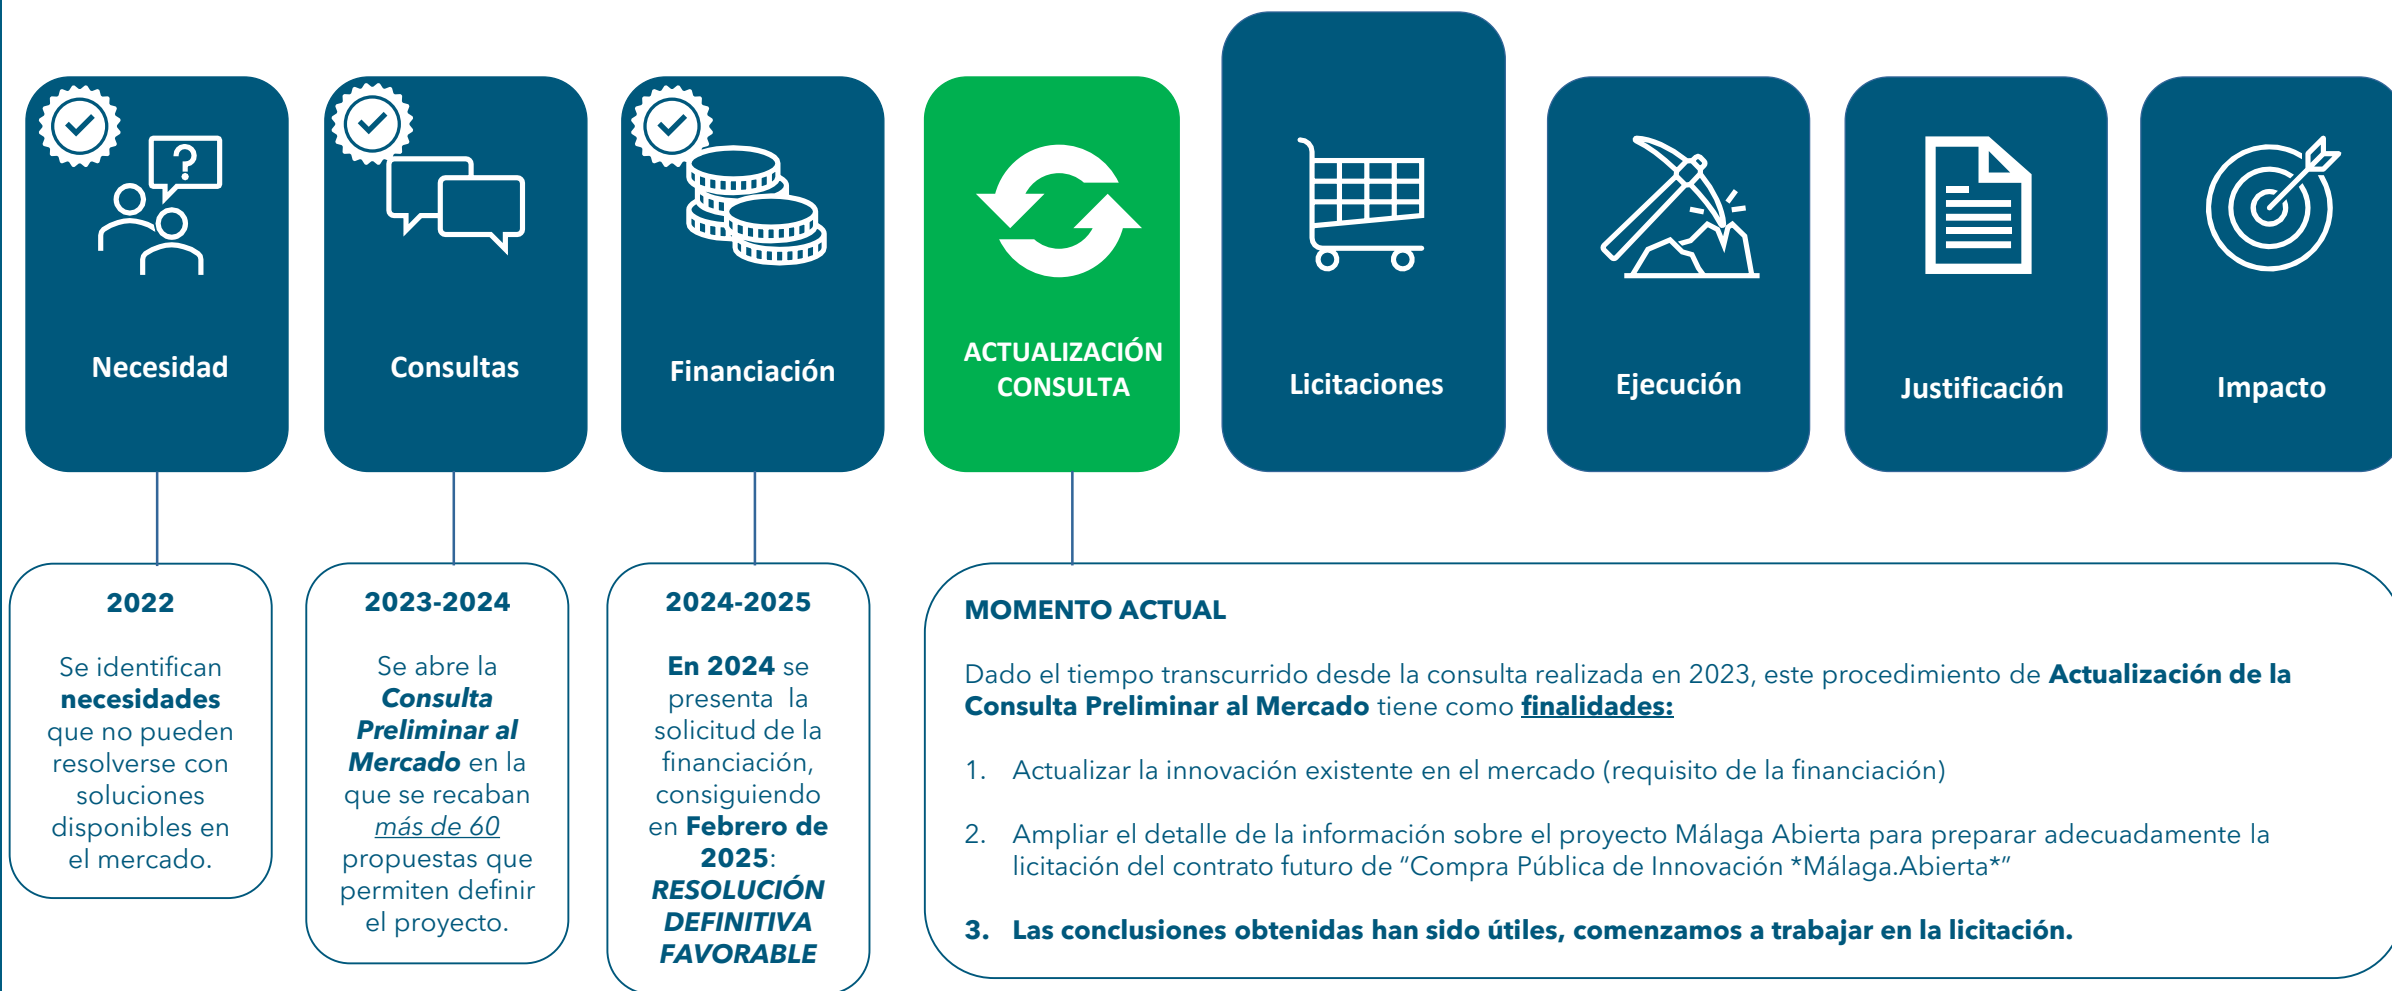 Necesidad
Consultas
Financiación
ACTUALIZACIÓN
CONSULTA
Licitaciones
Ejecución
Justificación
Impacto
?
2022
Se identifican
necesidades
que no pueden
resolverse con
soluciones
disponibles en
el mercado.
2023-2024
Se abre la
Consulta
Preliminar al
Mercado en la
que se recaban
más de 60
propuestas que
permiten definir
el proyecto.
2024-2025
En 2024 se
presenta la
solicitud de la
financiación,
consiguiendo
en Febrero de
2025:
RESOLUCIÓN
DEFINITIVA
FAVORABLE
MOMENTO ACTUAL
Dado el tiempo transcurrido desde la consulta realizada en 2023, este procedimiento de Actualización de la
Consulta Preliminar al Mercado tiene como finalidades:
1. Actualizar la innovación existente en el mercado (requisito de la financiación)
2. Ampliar el detalle de la información sobre el proyecto Málaga Abierta para preparar adecuadamente la
licitación del contrato futuro de “Compra Pública de Innovación *Málaga.Abierta*”
3. Las conclusiones obtenidas han sido útiles, comenzamos a trabajar en la licitación.